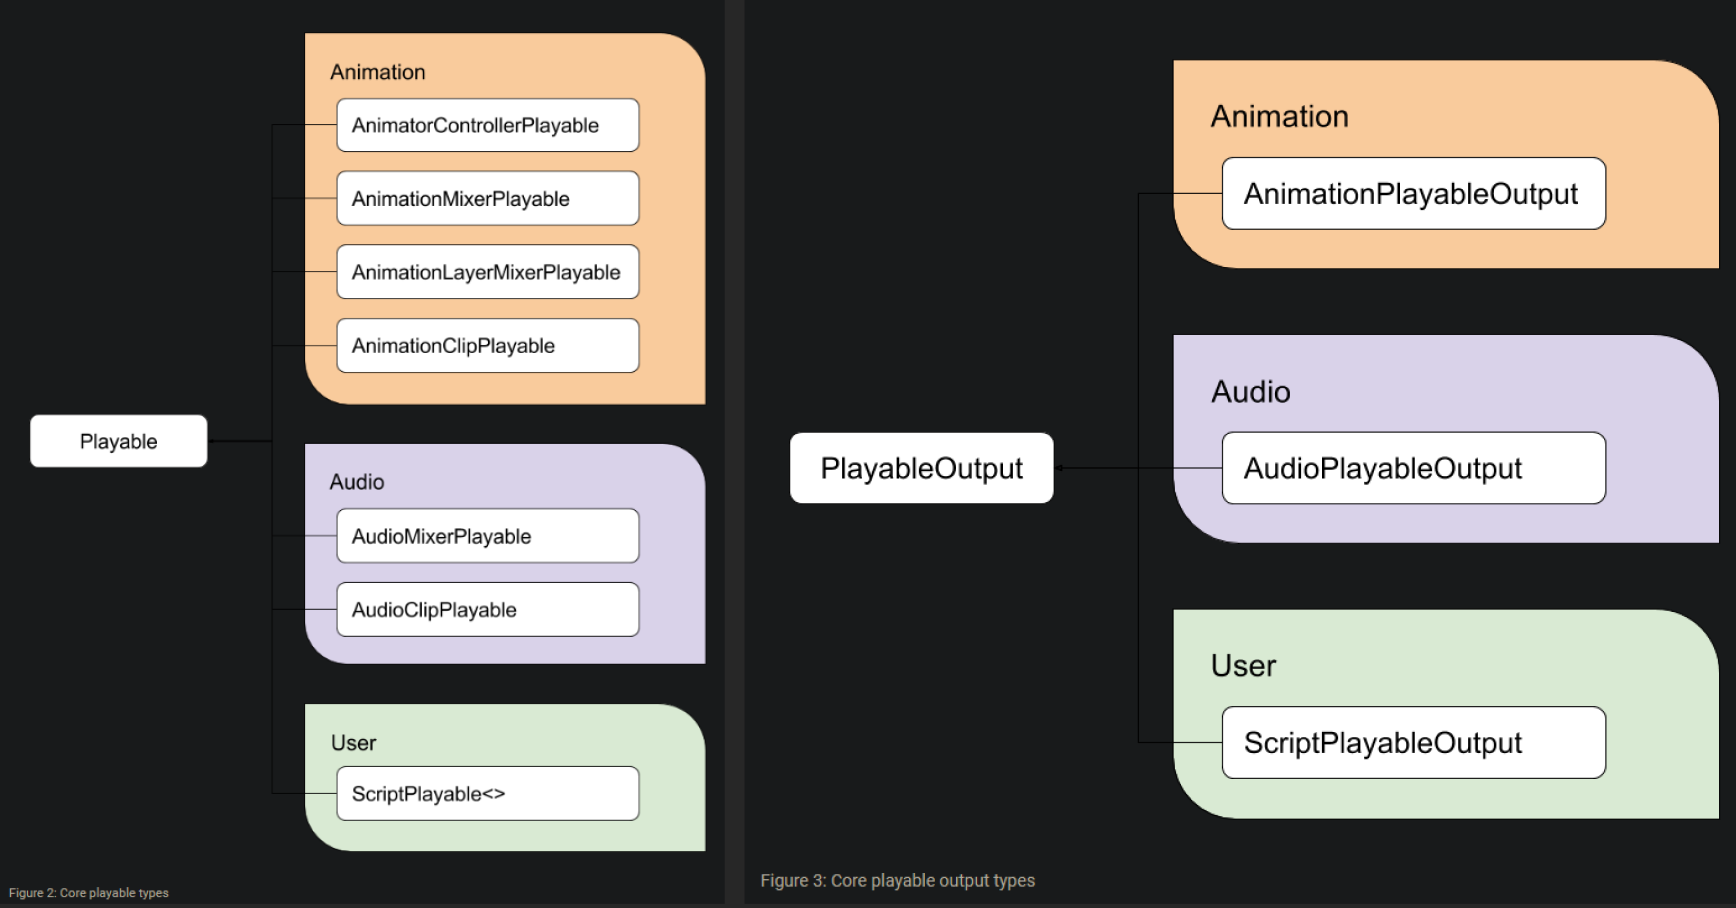 Animation
AnimatorControllerPlayable
AnimationMixerPlayable
AnimationLayerMixerPlayable
AnimationClipPlayable
Playable
Audio
AudioMixerPlayable
AudioClipPlayable
User
ScriptPlayable<>
Figure 2: Core playable types
Animation
AnimationPlayableOutput
Audio
PlayableOutput
AudioPlayableOutput
User
ScriptPlayableOutput
Figure 3: Core playable output types